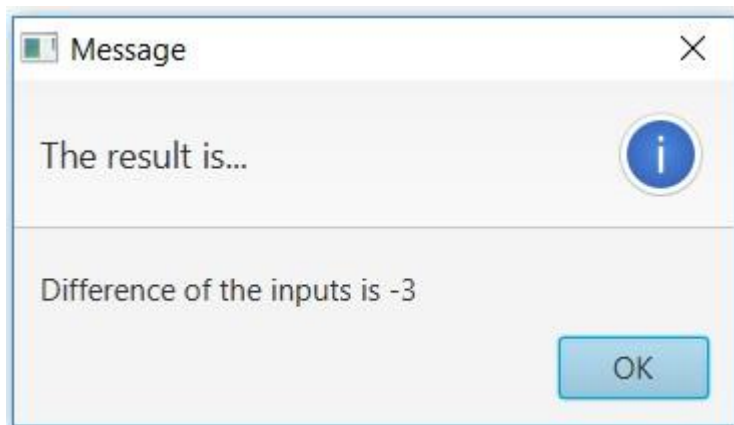 Message
The result is...
i
Difference of the inputs is -3
OK